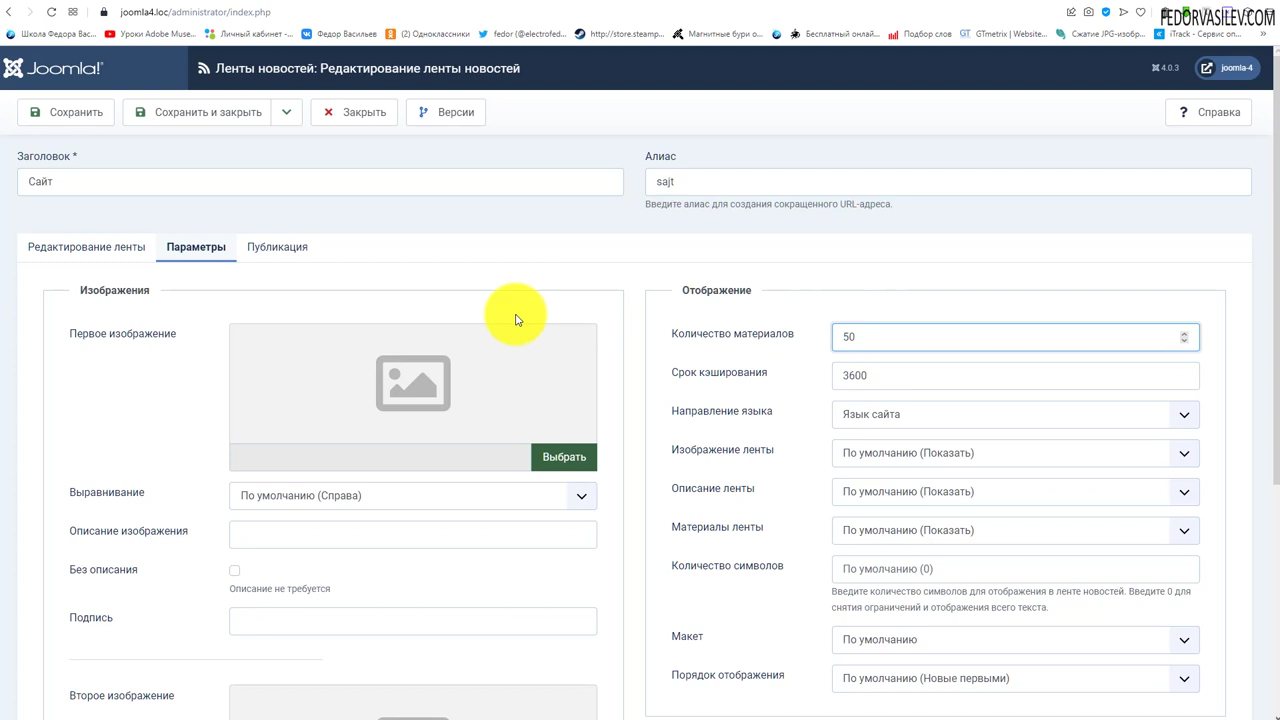 joomla4.loc/administrator/index.php
FEDORVASILEV.COM
Школа Федора Вас...
Уроки Adobe Muse...
Личный кабинет -...
Федор Васильев
(2) Одноклассники
fedor (@electrofed...
http://store.steamp...
Магнитные бури о...
Бесплатный онлай...
Подбор слов
GTmetrix | Website...
Сжатие JPG-изобр...
iTrack - Сервис оп...
Joomla!
Ленты новостей: Редактирование ленты новостей
4.0.3
joomla-4
Сохранить
Сохранить и закрыть
Закрыть
Версии
Справка
Заголовок *
Сайт
Алиас
sajt
Введите алиас для создания сокращенного URL-адреса.
Редактирование ленты
Параметры
Публикация
Изображения
Первое изображение
Выбрать
Выравнивание
По умолчанию (Справа)
Описание изображения
Без описания
Описание не требуется
Подпись
Второе изображение
Отображение
Количество материалов
50
Срок кэширования
3600
Направление языка
Язык сайта
Изображение ленты
По умолчанию (Показать)
Описание ленты
По умолчанию (Показать)
Материалы ленты
По умолчанию (Показать)
Количество символов
По умолчанию (0)
Введите количество символов для отображения в ленте новостей. Введите 0 для
снятия ограничений и отображения всего текста.
Макет
По умолчанию
Порядок отображения
По умолчанию (Новые первыми)